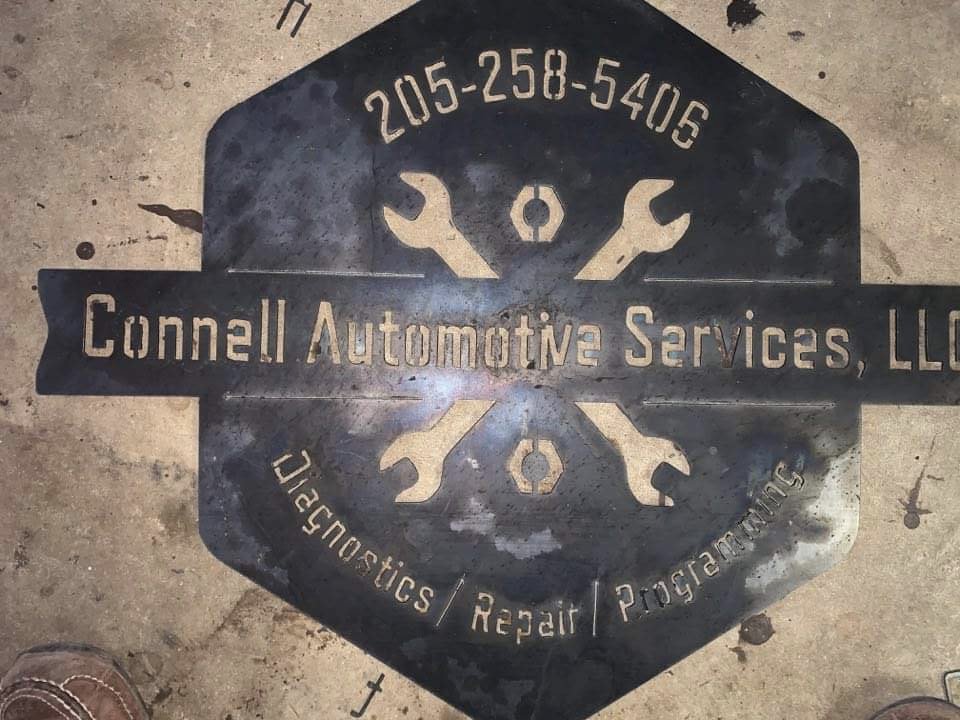 205-258-5406
Connell Automotive Services, LLC
Diagnostics / Repair / Programming